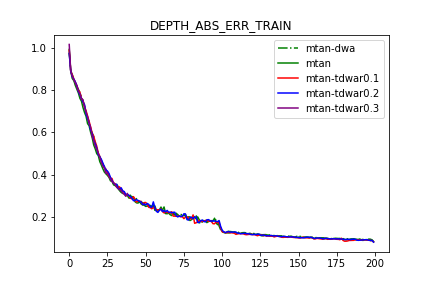 DEPTH_ABS_ERR_TRAIN
mtan-dwa
mtan
mtan-tdwar0.1
mtan-tdwar0.2
mtan-tdwar0.3
1.0
0.8
0.6
0.4
0.2
0 25 50 75 100 125 150 175 200